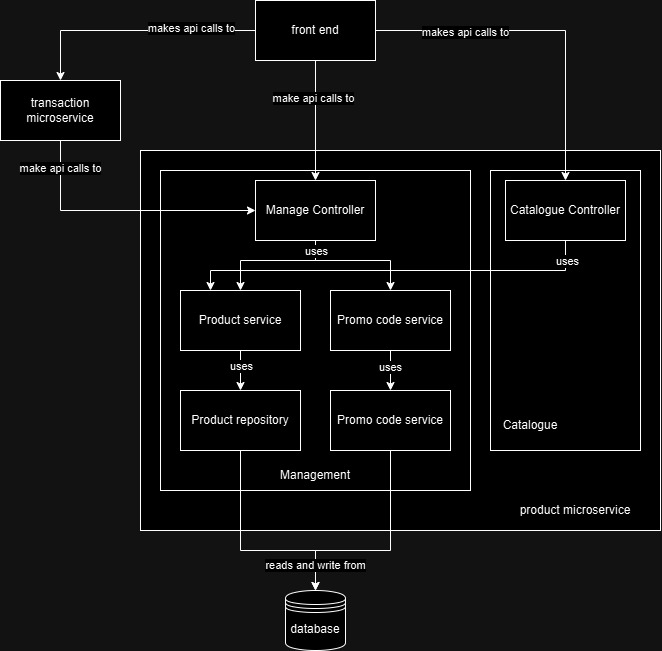 makes api calls to
front end
makes api calls to
make api calls to
transaction
microservice
make api calls to
Manage Controller
Catalogue Controller
uses
uses
Product service
Promo code service
uses
uses
Product repository
Promo code service
Catalogue
Management
product microservice
reads and write from
database